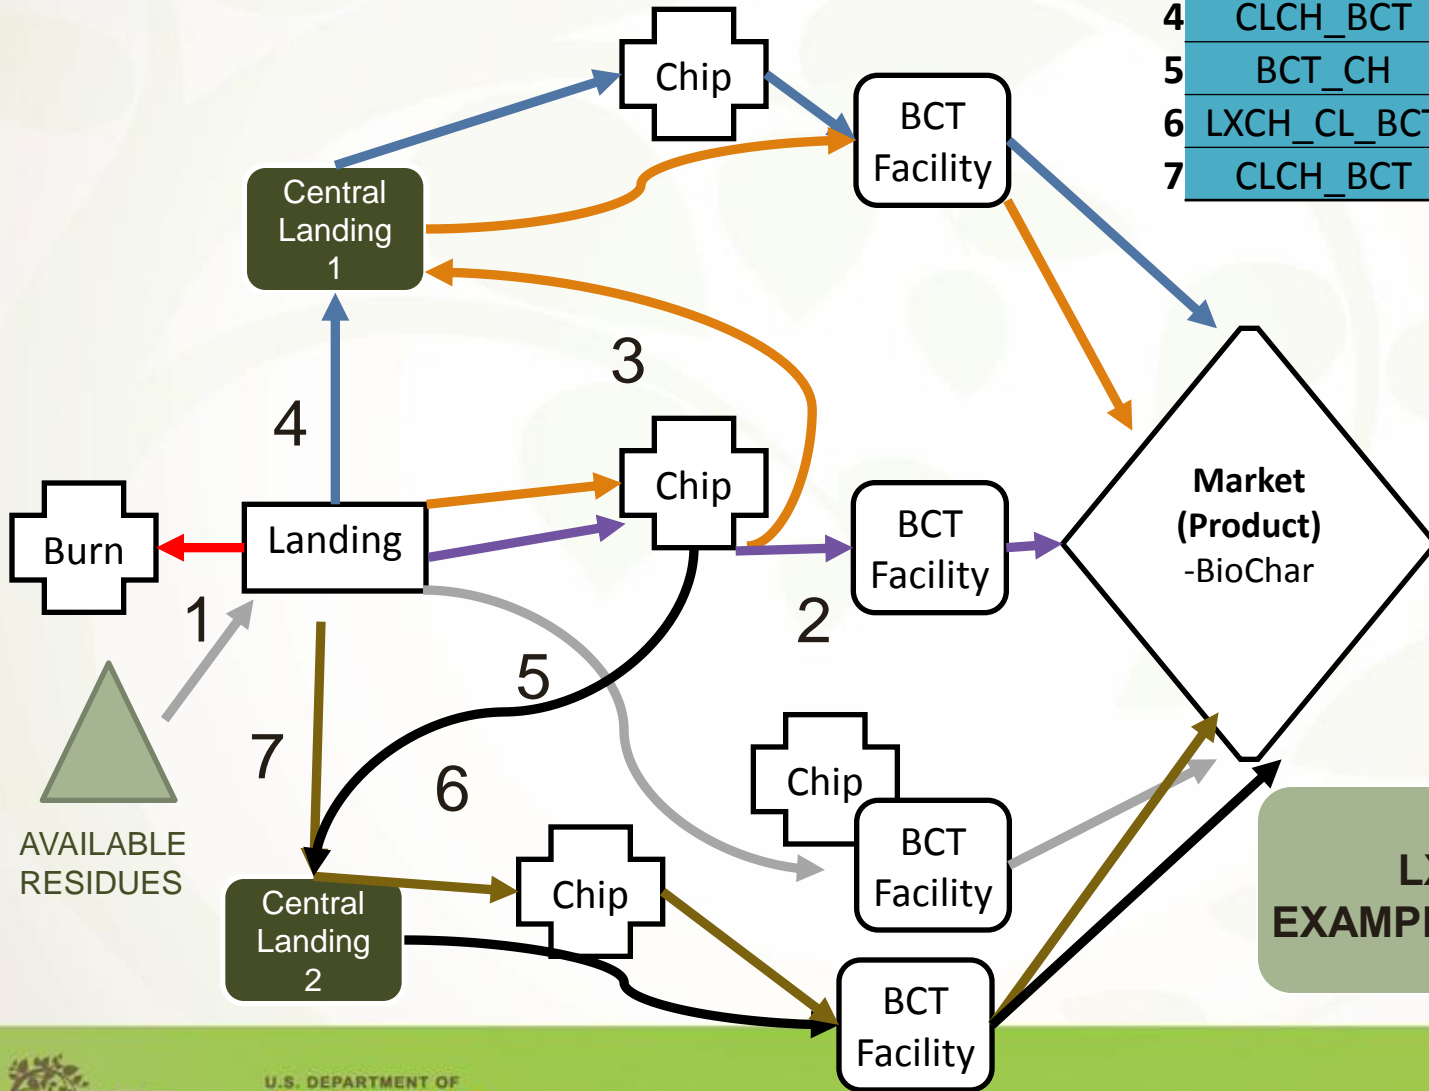 4 CLCH_BCT
5 BCT_CH
6 LXCH_CL_BCT
7 CLCH_BCT
Chip
BCT
Facility
Central
Landing
1
3
4
Chip
Market
(Product)
-BioChar
Burn
Landing
BCT
Facility
1
2
5
7
6
Chip
BCT
Facility
AVAILABLE
RESIDUES
Central
Landing
2
Chip
BCT
Facility
U.S. DEPARTMENT OF